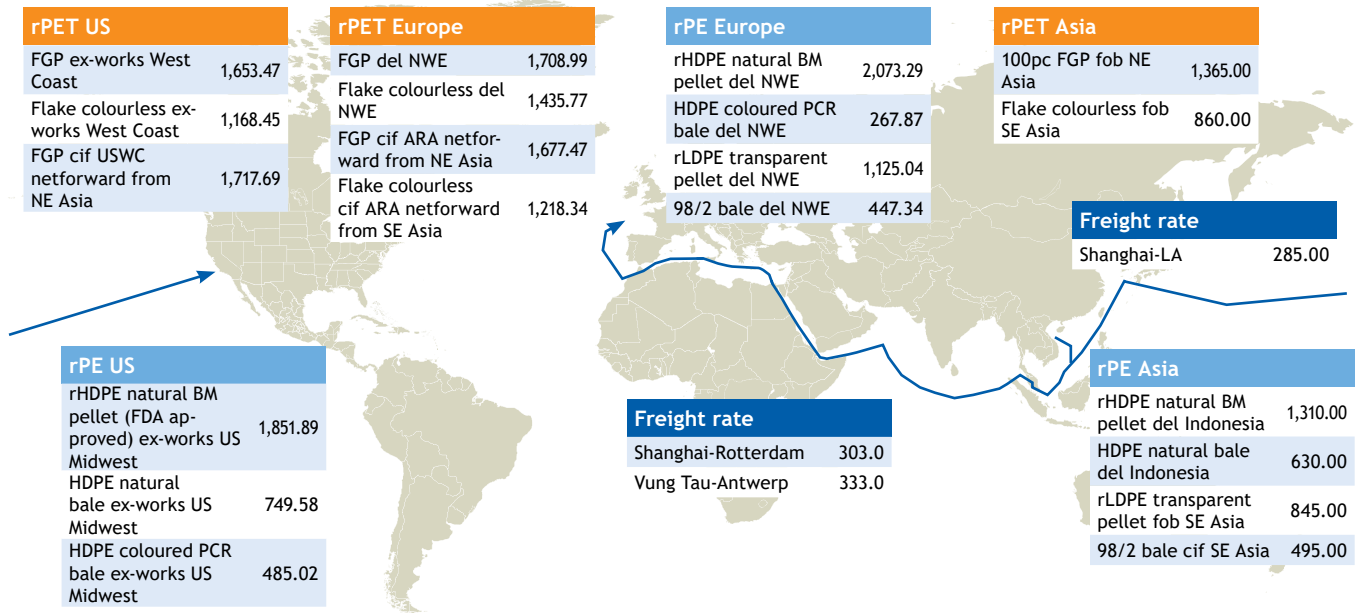 rPET US
FGP ex-works West
Coast
1,653.47
Flake colourless ex-
works West Coast
1,168.45
FGP cif USWC
netforward from
NE Asia
1,717.69
rPET Europe
FGP del NWE
1,708.99
Flake colourless del
NWE
1,435.77
FGP cif ARA netfor-
ward from NE Asia
1,677.47
Flake colourless
cif ARA netforward
from SE Asia
1,218.34
rPE Europe
rHDPE natural BM
pellet del NWE
2,073.29
HDPE coloured PCR
bale del NWE
267.87
rLDPE transparent
pellet del NWE
1,125.04
98/2 bale del NWE
447.34
rPET Asia
100pc FGP fob NE
Asia
1,365.00
Flake colourless fob
SE Asia
860.00
Freight rate
Shanghai-LA
285.00
rPE US
rHDPE natural BM
pellet (FDA ap-
proved) ex-works US
Midwest
1,851.89
HDPE natural
bale ex-works US
Midwest
749.58
HDPE coloured PCR
bale ex-works US
Midwest
485.02
Freight rate
Shanghai-Rotterdam
303.0
Vung Tau-Antwerp
333.0
rPE Asia
rHDPE natural BM
pellet del Indonesia
1,310.00
HDPE natural bale
del Indonesia
630.00
rLDPE transparent
pellet fob SE Asia
845.00
98/2 bale cif SE Asia
495.00